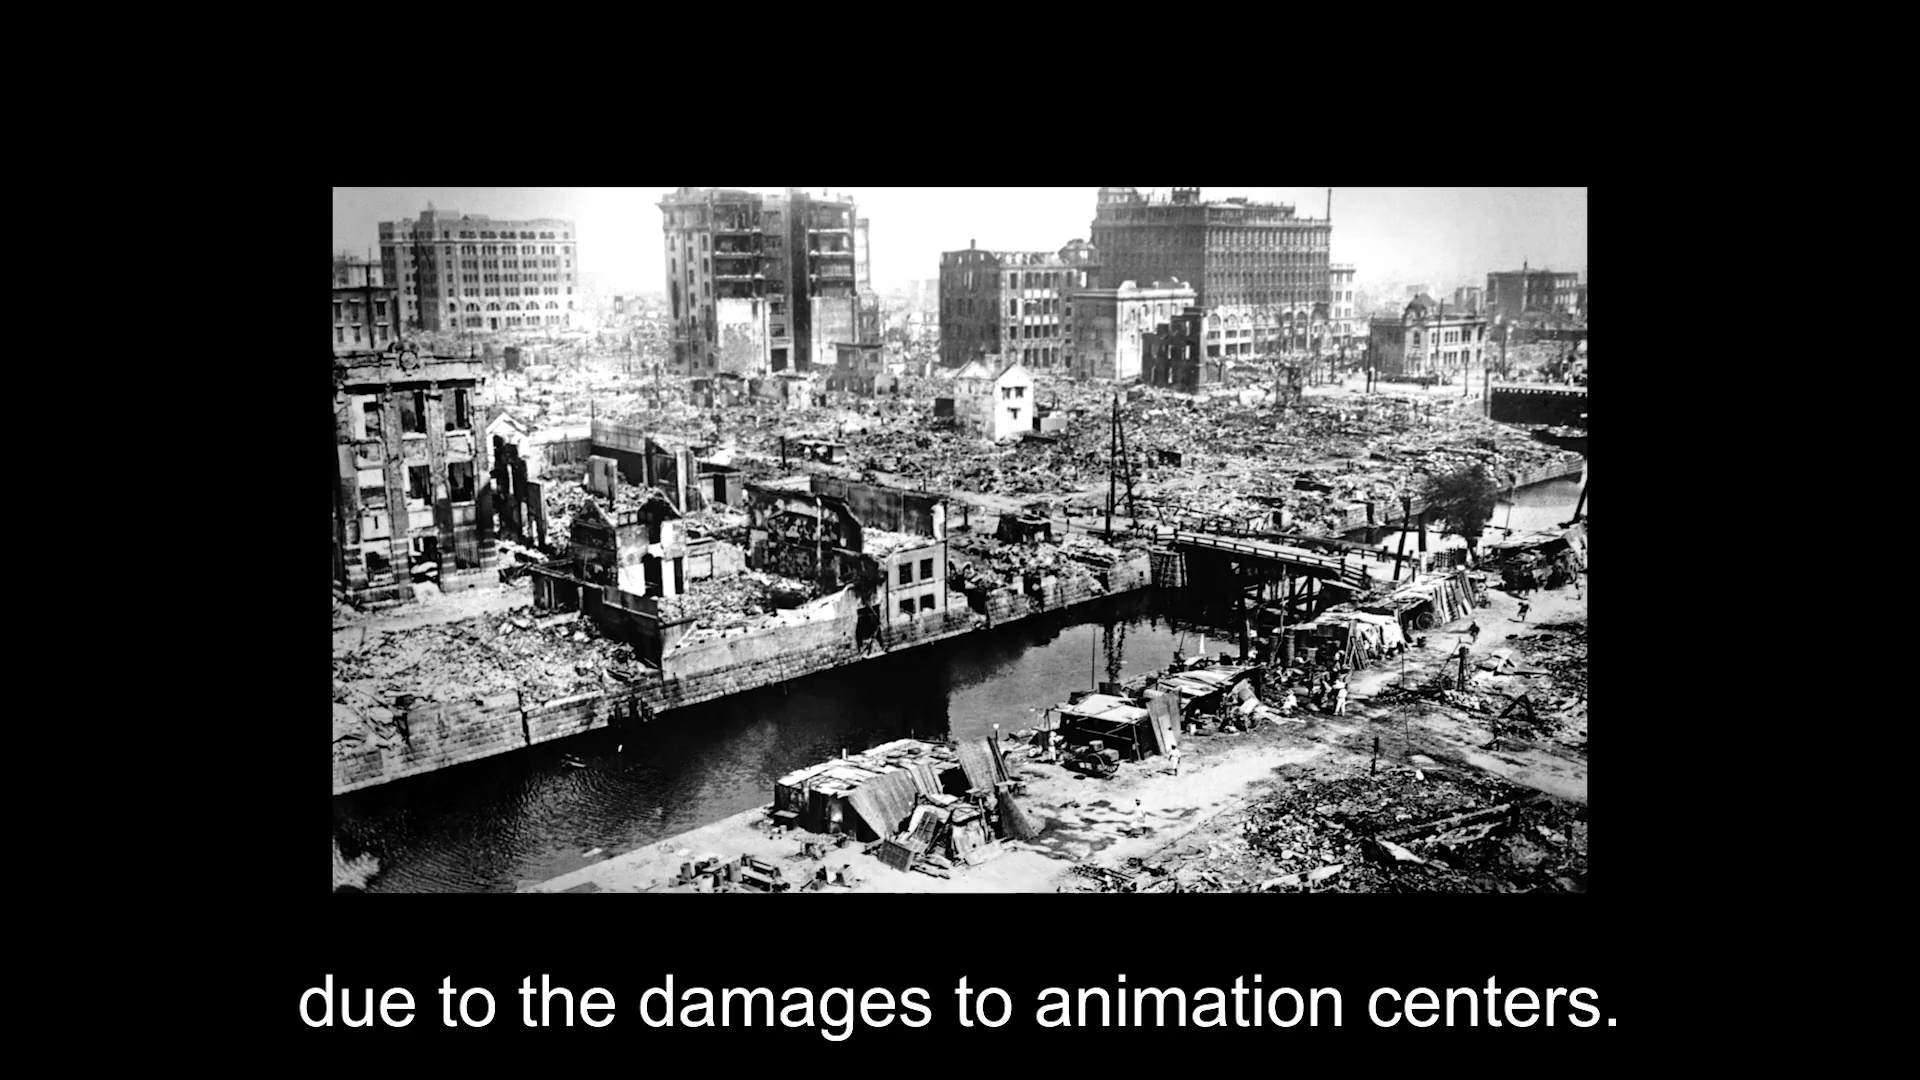 due to the damages to animation centers.